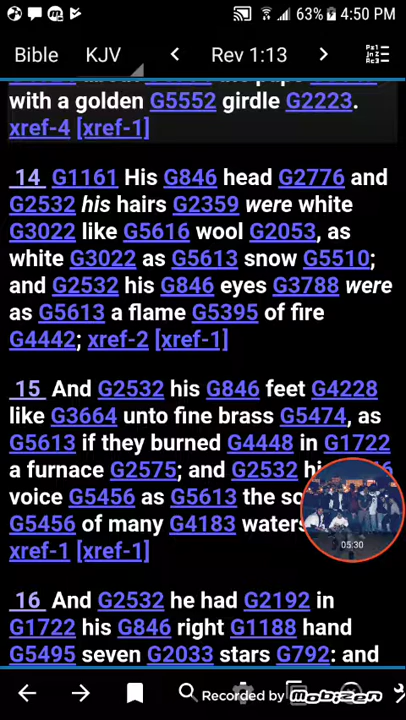 63% 4:50 PM
Bible KJV < Rev 1:13 >
with a golden G5552 girdle G2223.
xref-4 [xref-1]
14 G1161 His G846 head G2776 and
G2532 his hairs G2359 were white
G3022 like G5616 wool G2053, as
white G3022 as G5613 snow G5510;
and G2532 his G846 eyes G3788 were
as G5613 a flame G5395 of fire
G4442; xref-2 [xref-1]
15 And G2532 his G846 feet G4228
like G3664 unto fine brass G5474, as
G5613 if they burned G4448 in G1722
a furnace G2575; and G2532
voice G5456 as G5613 the
G5456 of many G4183 waters
xref-1 [xref-1]
05:30
16 And G2532 he had G2192 in
G1722 his G846 right G1188 hand
G5495 seven G2033 stars G792: and
Recorded by MOBIZEN